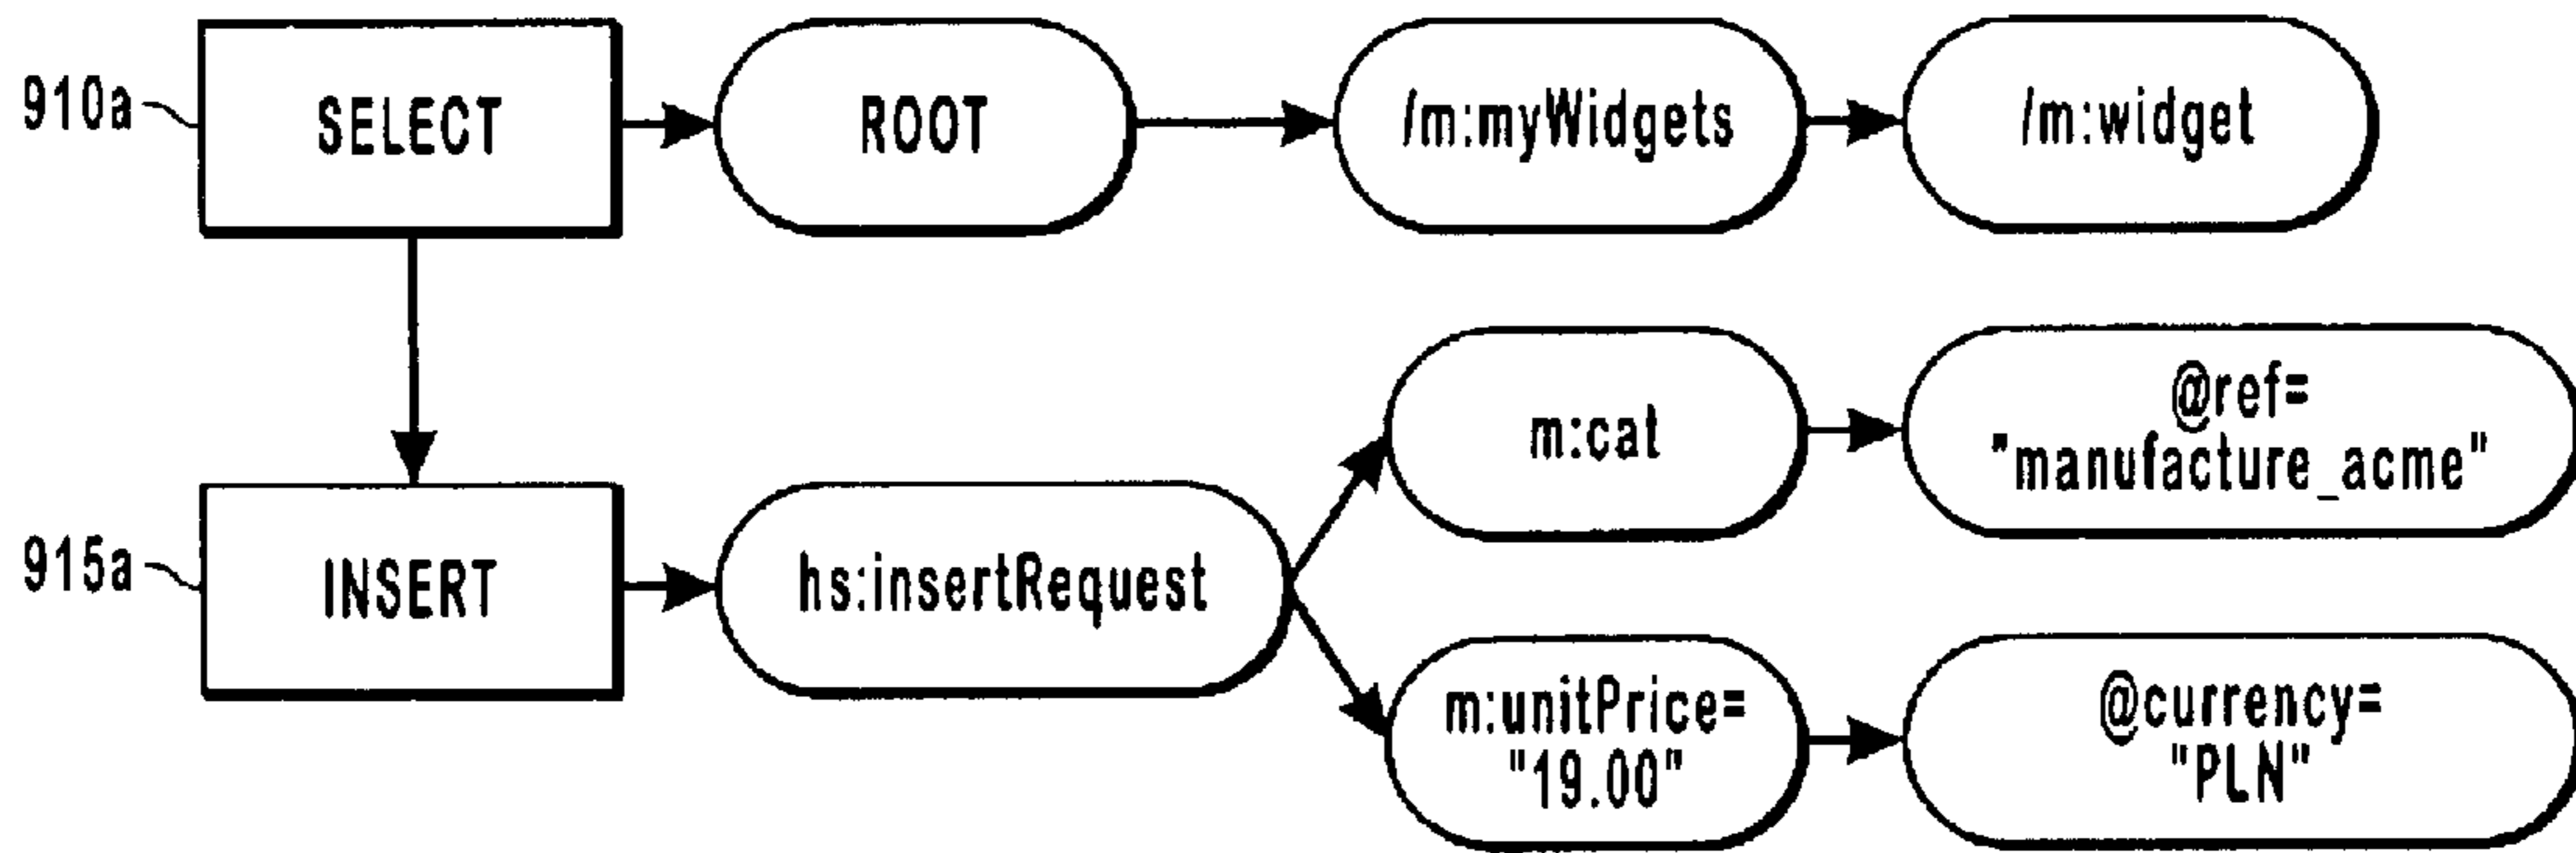 910a
SELECT
ROOT
/m:myWidgets
/m:widget
915a
INSERT
hs:insertRequest
m:cat
@ref=
"manufacture_acme"
m:unitPrice=
"19.00"
@currency=
"PLN"